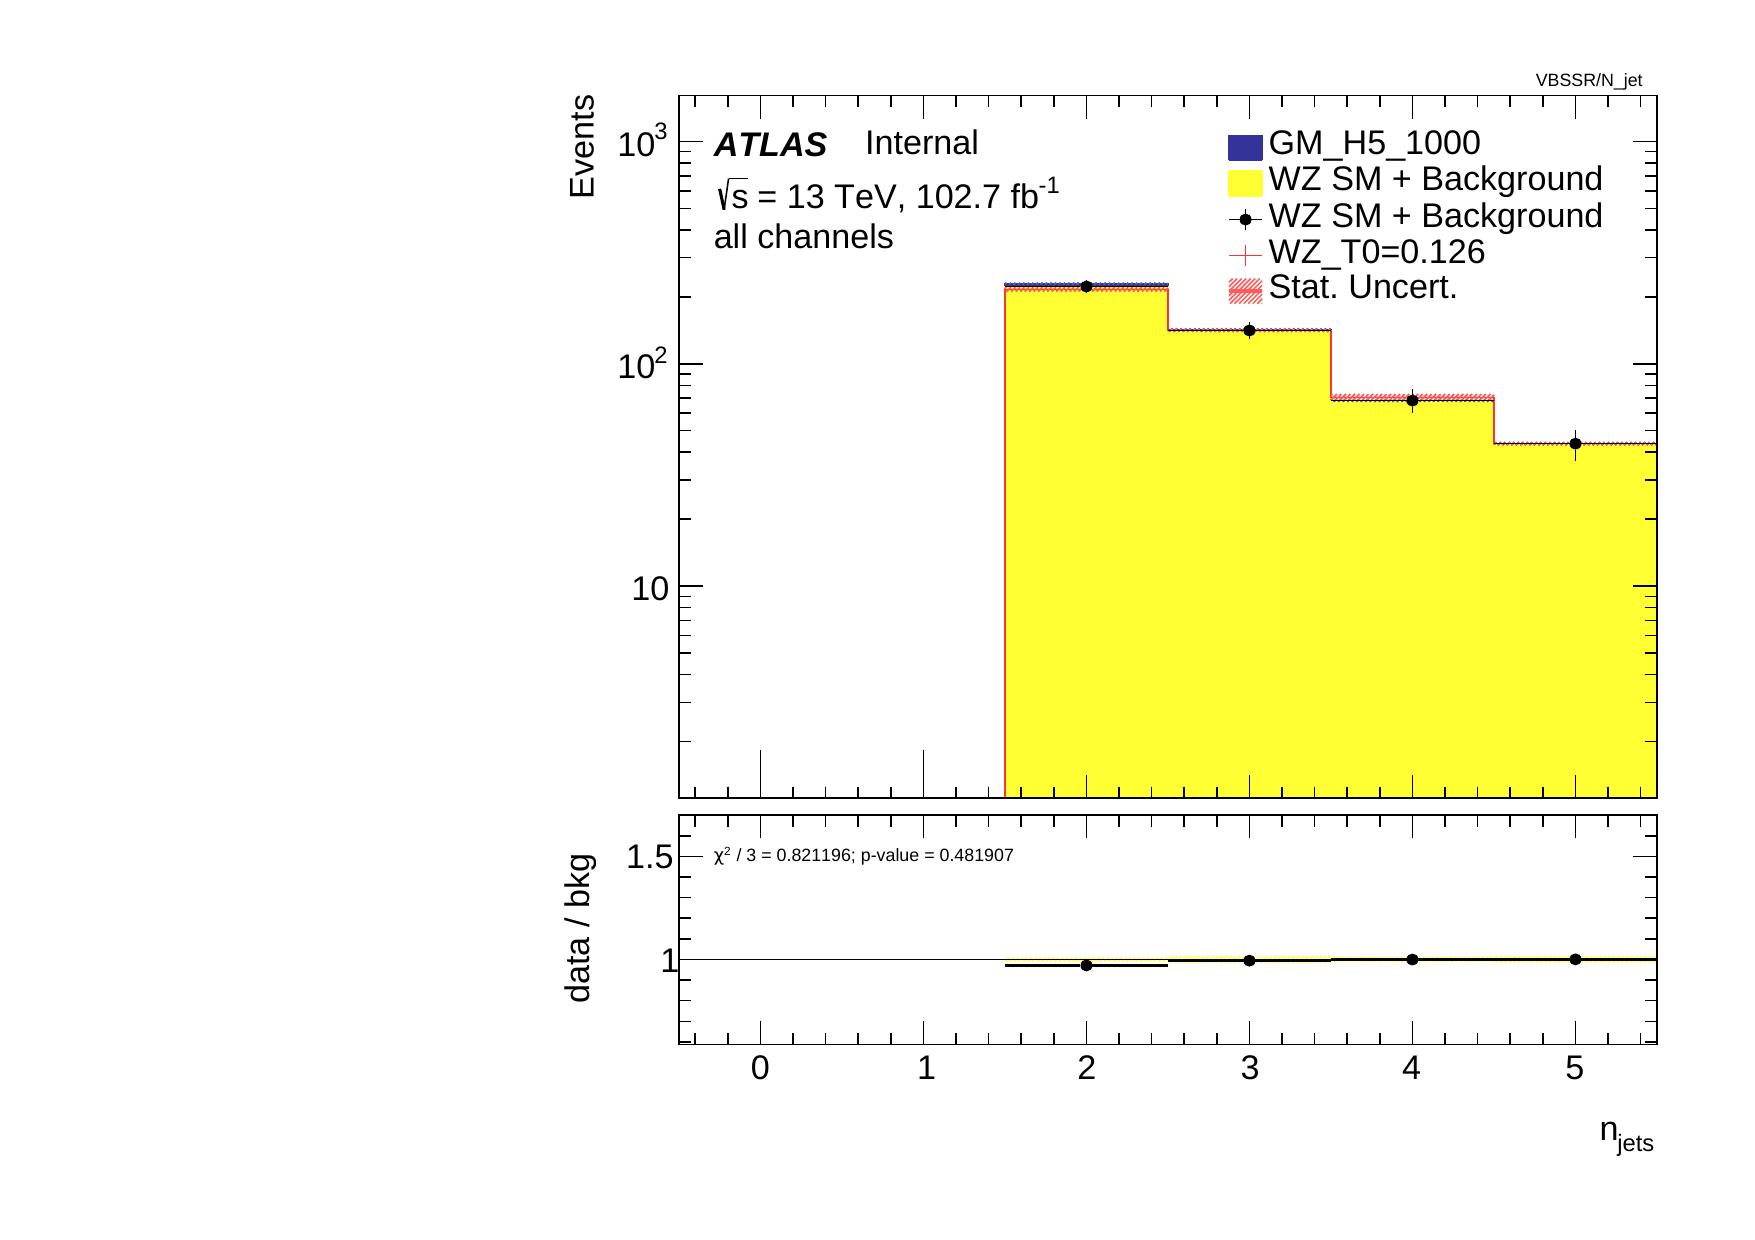 VBSSR/N_jet
Events
10³
10²
10
ATLAS Internal
√s = 13 TeV, 102.7 fb⁻¹
all channels
GM_H5_1000
WZ SM + Background
WZ SM + Background
WZ_T0=0.126
Stat. Uncert.
data / bkg
1.5
1
χ² / 3 = 0.821196; p-value = 0.481907
0 1 2 3 4 5
n_jets